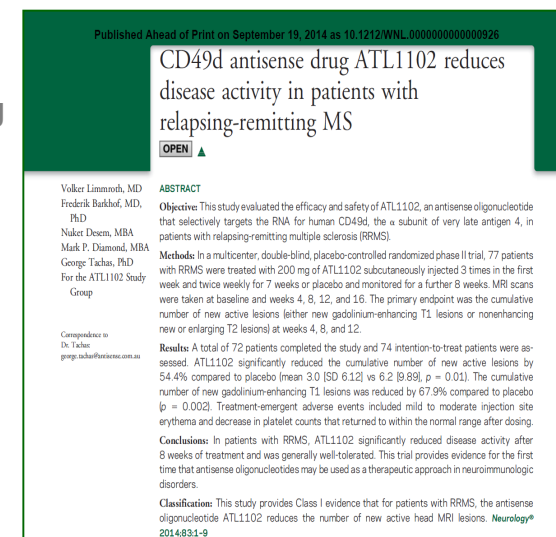 Published Ahead of Print on September 19, 2014 as 10.1212/WNL.0000000000000926
CD49d antisense drug ATL1102 reduces
disease activity in patients with
relapsing-remitting MS
OPEN
Volker Limmroth, MD
Frederik Barkhof, MD,
PhD
Nuket Desem, MBA
Mark P. Diamond, MBA
George Tachas, PhD
For the ATL1102 Study
Group
Correspondence to
Dr. Tachas:
george.tachas@antisense.com.au
ABSTRACT
Objective: This study evaluated the efficacy and safety of ATL1102, an antisense oligonucleotide
that selectively targets the RNA for human CD49d, the α subunit of very late antigen 4, in
patients with relapsing-remitting multiple sclerosis (RRMS).
Methods: In a multicenter, double-blind, placebo-controlled randomized phase II trial, 77 patients
with RRMS were treated with 200 mg of ATL1102 subcutaneously injected 3 times in the first
week and twice weekly for 7 weeks or placebo and monitored for a further 8 weeks. MRI scans
were taken at baseline and weeks 4, 8, 12, and 16. The primary endpoint was the cumulative
number of new active lesions (either new gadolinium-enhancing T1 lesions or nonenhancing
new or enlarging T2 lesions) at weeks 4, 8, and 12.
Results: A total of 72 patients completed the study and 74 intention-to-treat patients were as-
sessed. ATL1102 significantly reduced the cumulative number of new active lesions by
54.4% compared to placebo (mean 3.0 [SD 6.12] vs 6.2 [9.89], p = 0.01). The cumulative
number of new gadolinium-enhancing T1 lesions was reduced by 67.9% compared to placebo
(p = 0.002). Treatment-emergent adverse events included mild to moderate injection site
erythema and decrease in platelet counts that returned to within the normal range after dosing.
Conclusions: In patients with RRMS, ATL1102 significantly reduced disease activity after
8 weeks of treatment and was generally well-tolerated. This trial provides evidence for the first
time that antisense oligonucleotides may be used as a therapeutic approach in neuroimmunologic
disorders.
Classification: This study provides Class I evidence that for patients with RRMS, the antisense
oligonucleotide ATL1102 reduces the number of new active head MRI lesions. Neurology®
2014;83:1–9